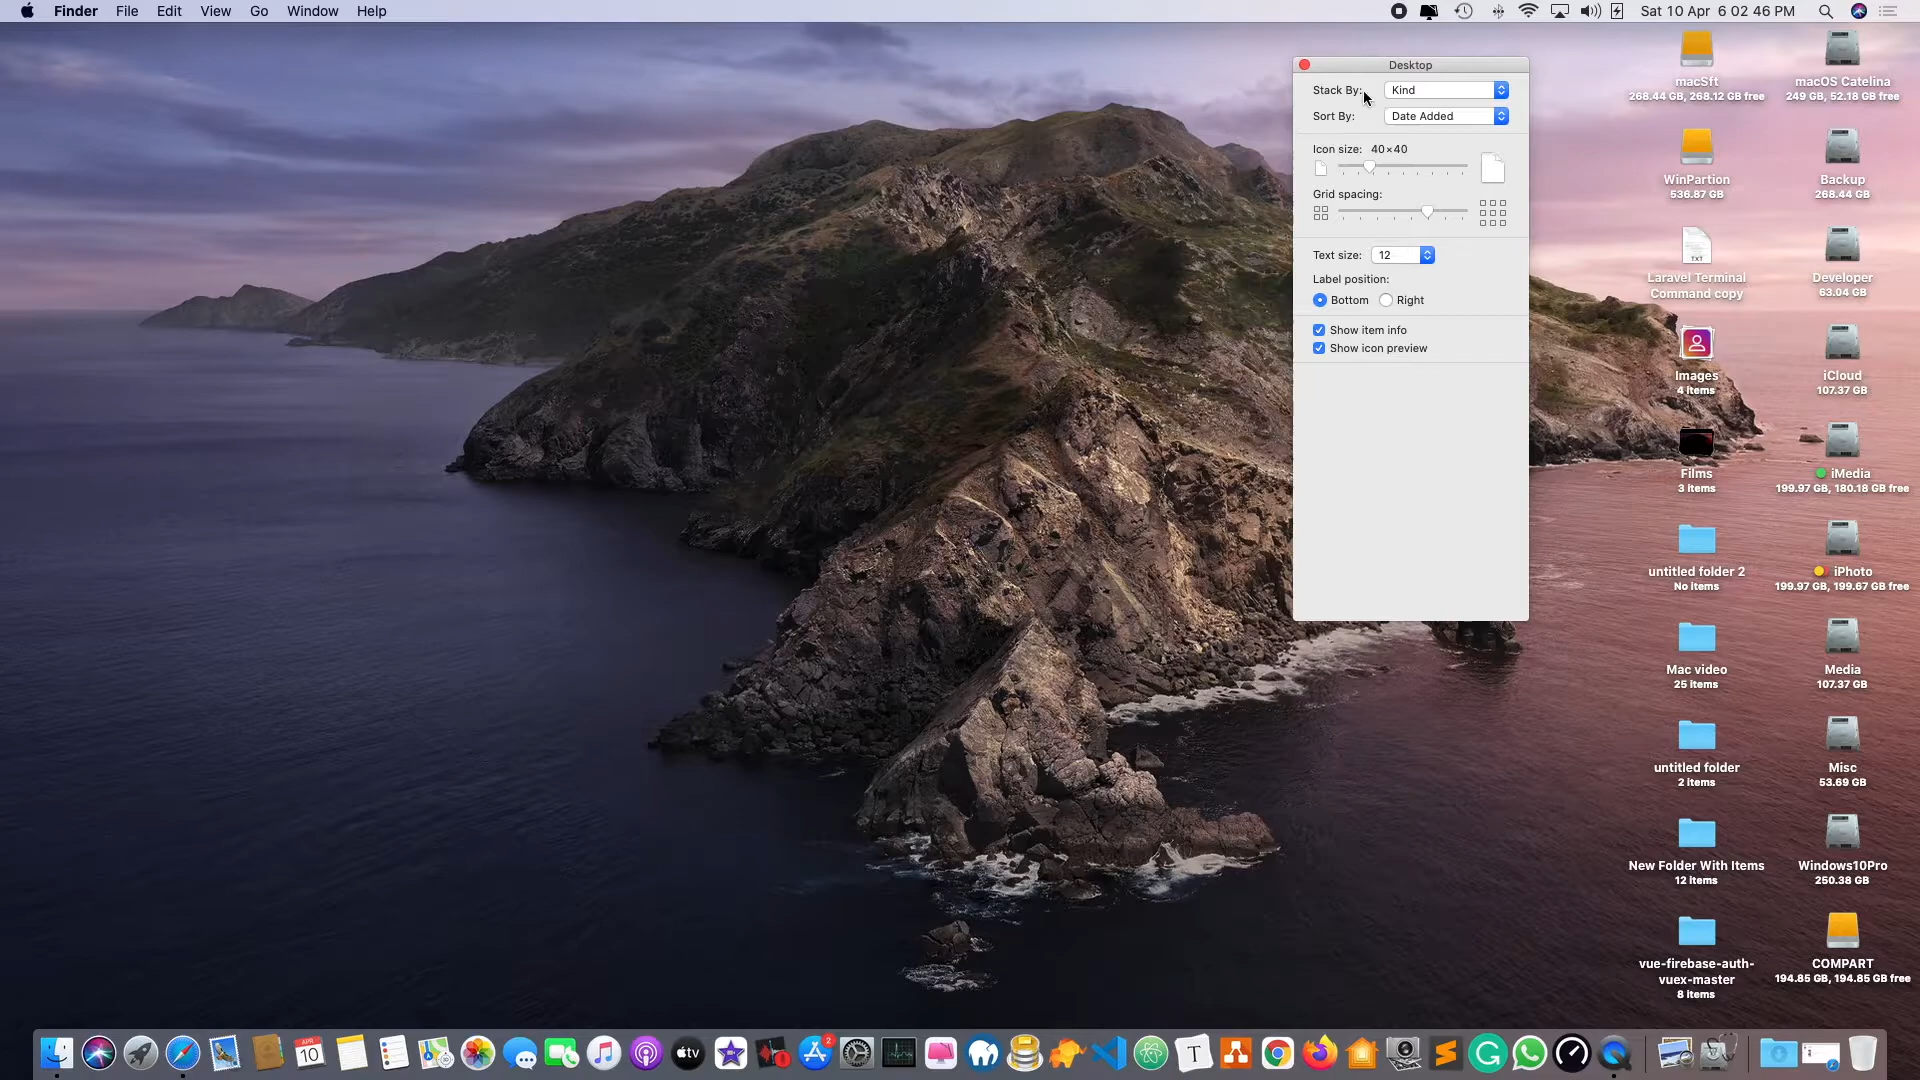 Finder File Edit View Go Window Help
Sat 10 Apr 6 02 46 PM
Desktop
Stack By: Kind
Sort By: Date Added
Icon size: 40×40
Grid spacing:
Text size: 12
Label position:
Bottom Right
Show item info
Show icon preview
macSft
268.44 GB, 268.12 GB free
macOS Catelina
249 GB, 52.18 GB free
WinPartion
536.87 GB
Backup
268.44 GB
TXT
Laravel Terminal
Command copy
Developer
63.04 GB
Images
4 items
iCloud
107.37 GB
Films
3 items
iMedia
199.97 GB, 180.18 GB free
untitled folder 2
No items
iPhoto
199.97 GB, 199.67 GB free
Mac video
25 items
Media
107.37 GB
untitled folder
2 items
Misc
53.69 GB
New Folder With Items
12 items
Windows10Pro
250.38 GB
vue-firebase-auth-
vuex-master
8 items
COMPART
194.85 GB, 194.85 GB free
APR
10
tv
2
T